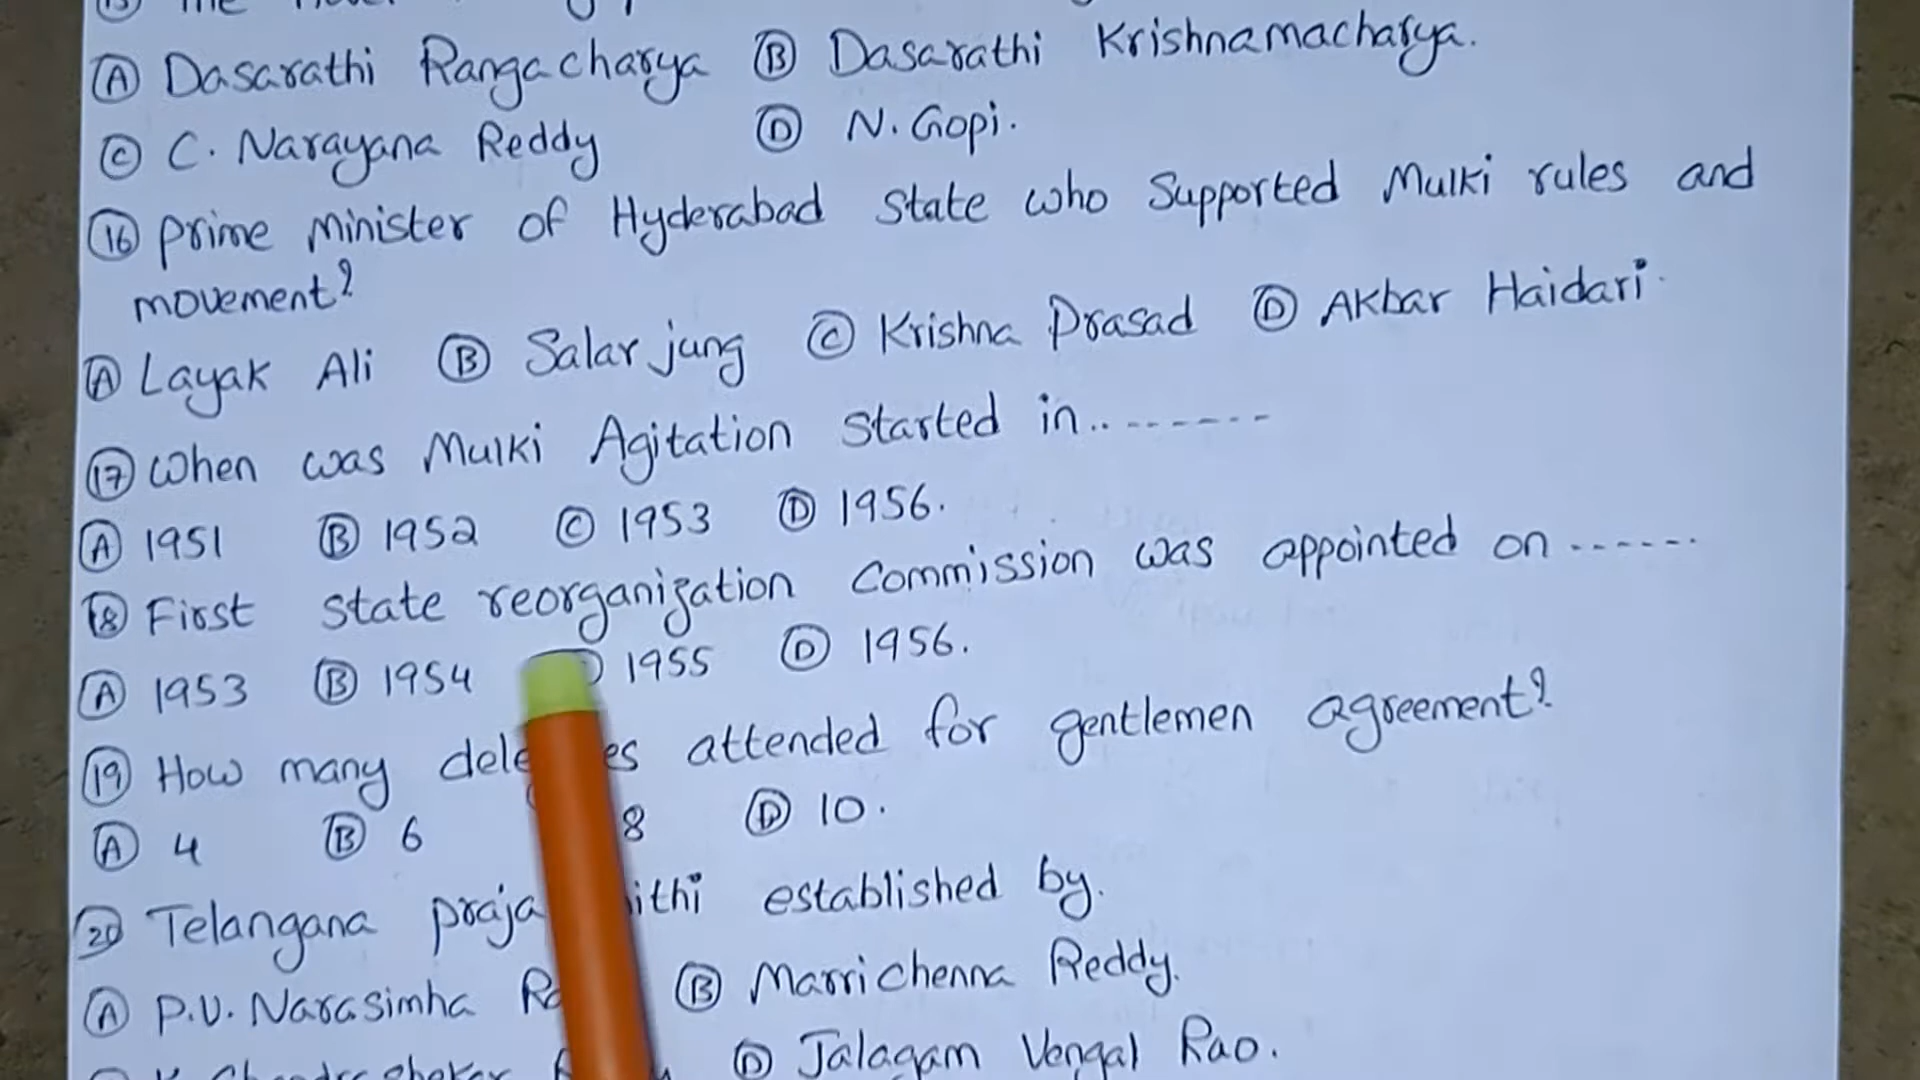 (A) Dasarathi Rangacharya (B) Dasarathi Krishnamacharya.
(C) C. Narayana Reddy (D) N. Gopi.
(16) prime Minister of Hyderabad State who Supported Mulki rules and
movement?
(A) Layak Ali (B) Salar jung (C) Krishna Prasad (D) Akbar Haidari.
(17) When was Mulki Agitation Started in..-------
(A) 1951 (B) 1952 (C) 1953 (D) 1956.
(18) First state reorganization Commission was appointed on ------
(A) 1953 (B) 1954 1955 (D) 1956.
(19) How many attended for gentlemen agreement?
(A) 4 (B) 6 8 (D) 10.
(20) Telangana praja established by.
(A) P.V. Narasimha (B) Marri Chenna Reddy.
(D) Jalagam Vengal Rao.